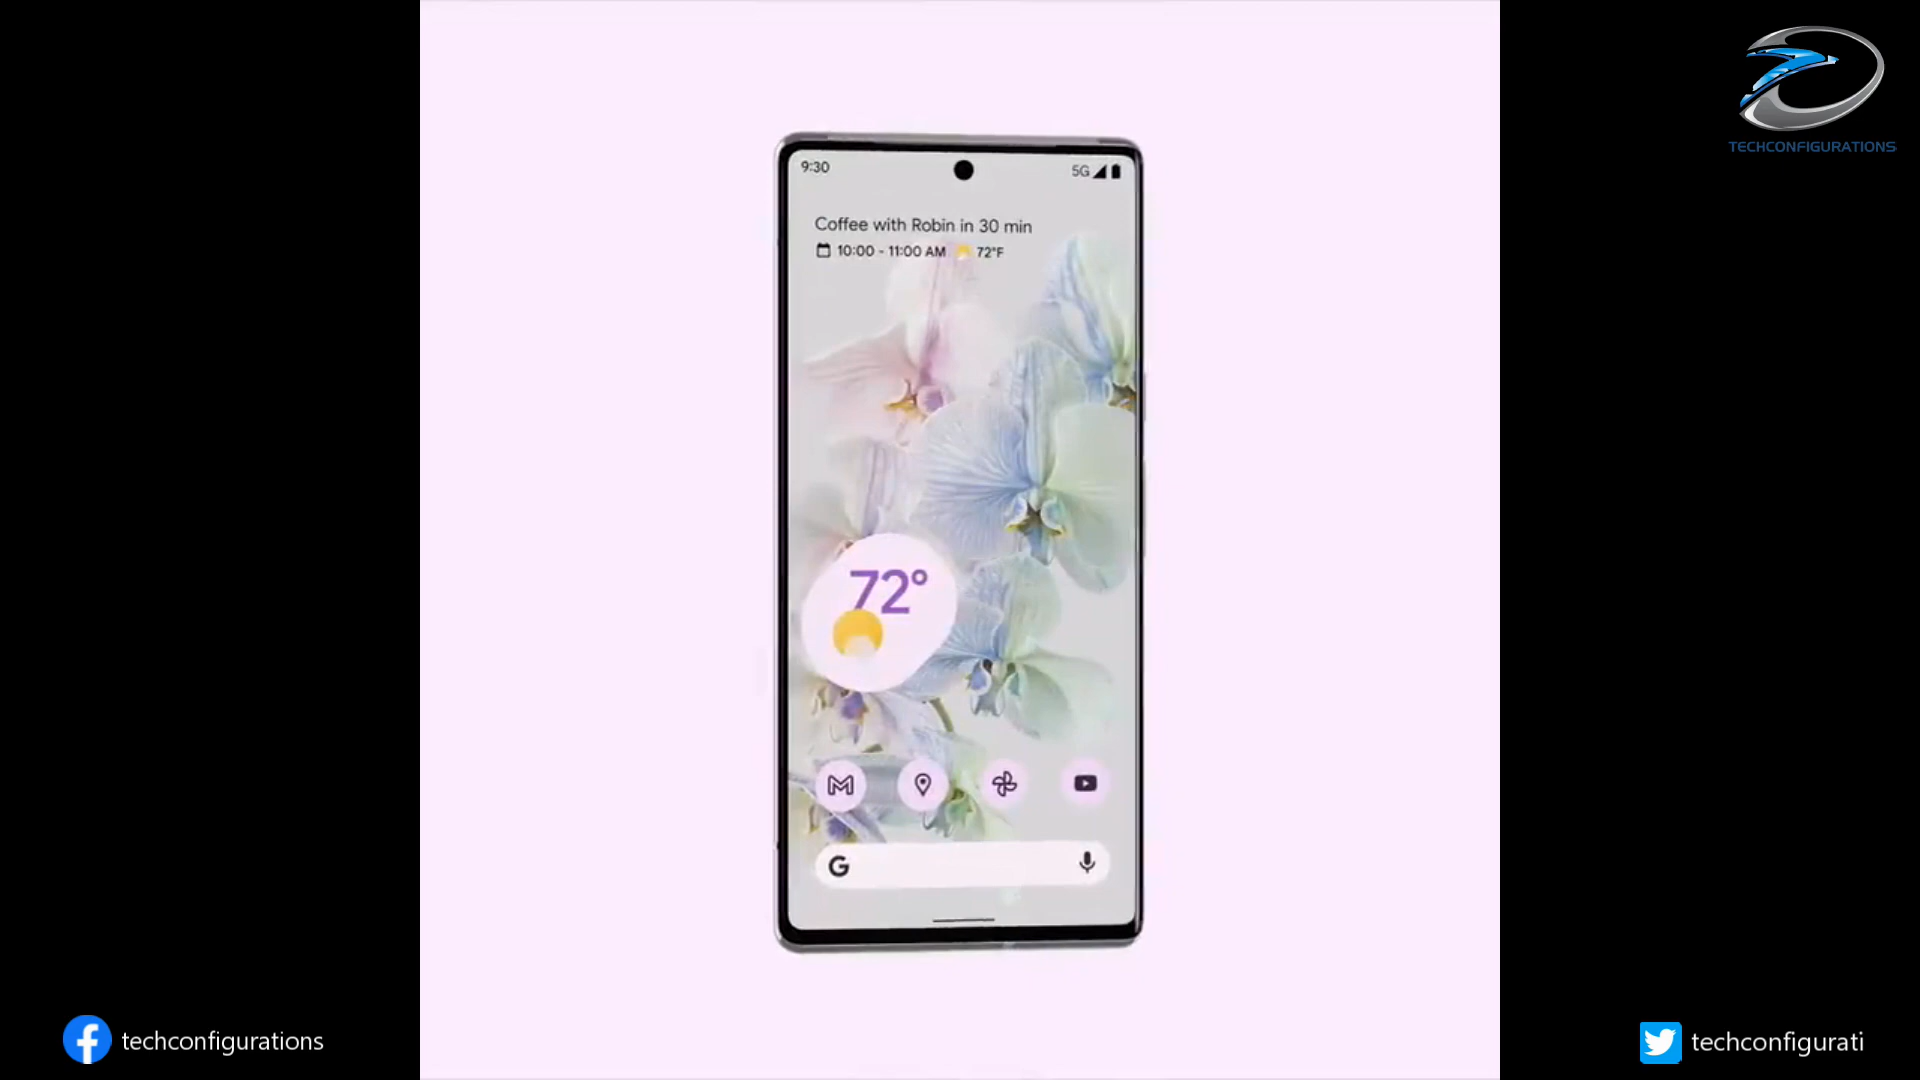 TECHCONFIGURATIONS
9:30
5G
Coffee with Robin in 30 min
10:00 - 11:00 AM 72°F
72°
G
techconfigurations
techconfigurati